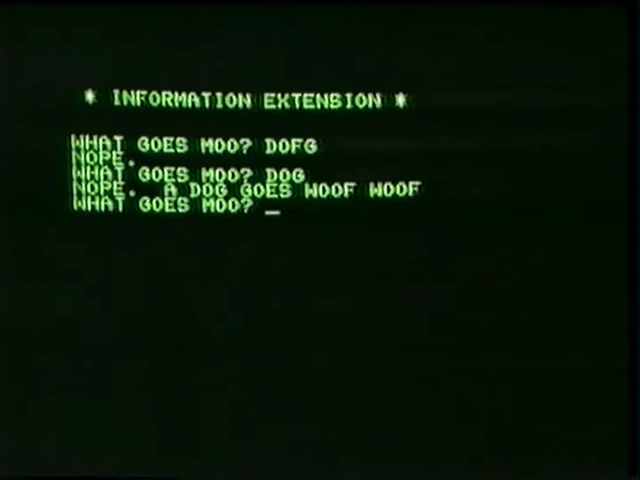 * INFORMATION EXTENSION *
WHAT GOES MOO? DOFG
NOPE.
WHAT GOES MOO? DOG
NOPE.  A DOG GOES WOOF WOOF
WHAT GOES MOO? _